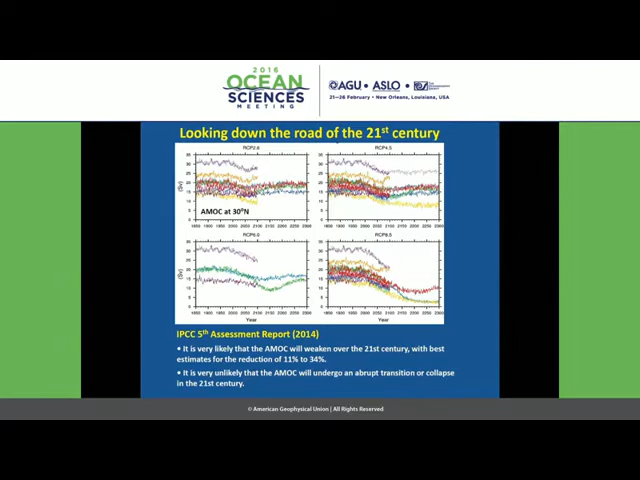 2016
OCEAN
SCIENCES
MEETING
AGU • ASLO •
21–26 February • New Orleans, Louisiana, USA
Looking down the road of the 21st century
RCP2.6
RCP4.5
(Sv)
AMOC at 30°N
RCP6.0
RCP8.5
(Sv)
Year
Year
IPCC 5th Assessment Report (2014)
• It is very likely that the AMOC will weaken over the 21st century, with best
estimates for the reduction of 11% to 34%.
• It is very unlikely that the AMOC will undergo an abrupt transition or collapse
in the 21st century.
© American Geophysical Union | All Rights Reserved